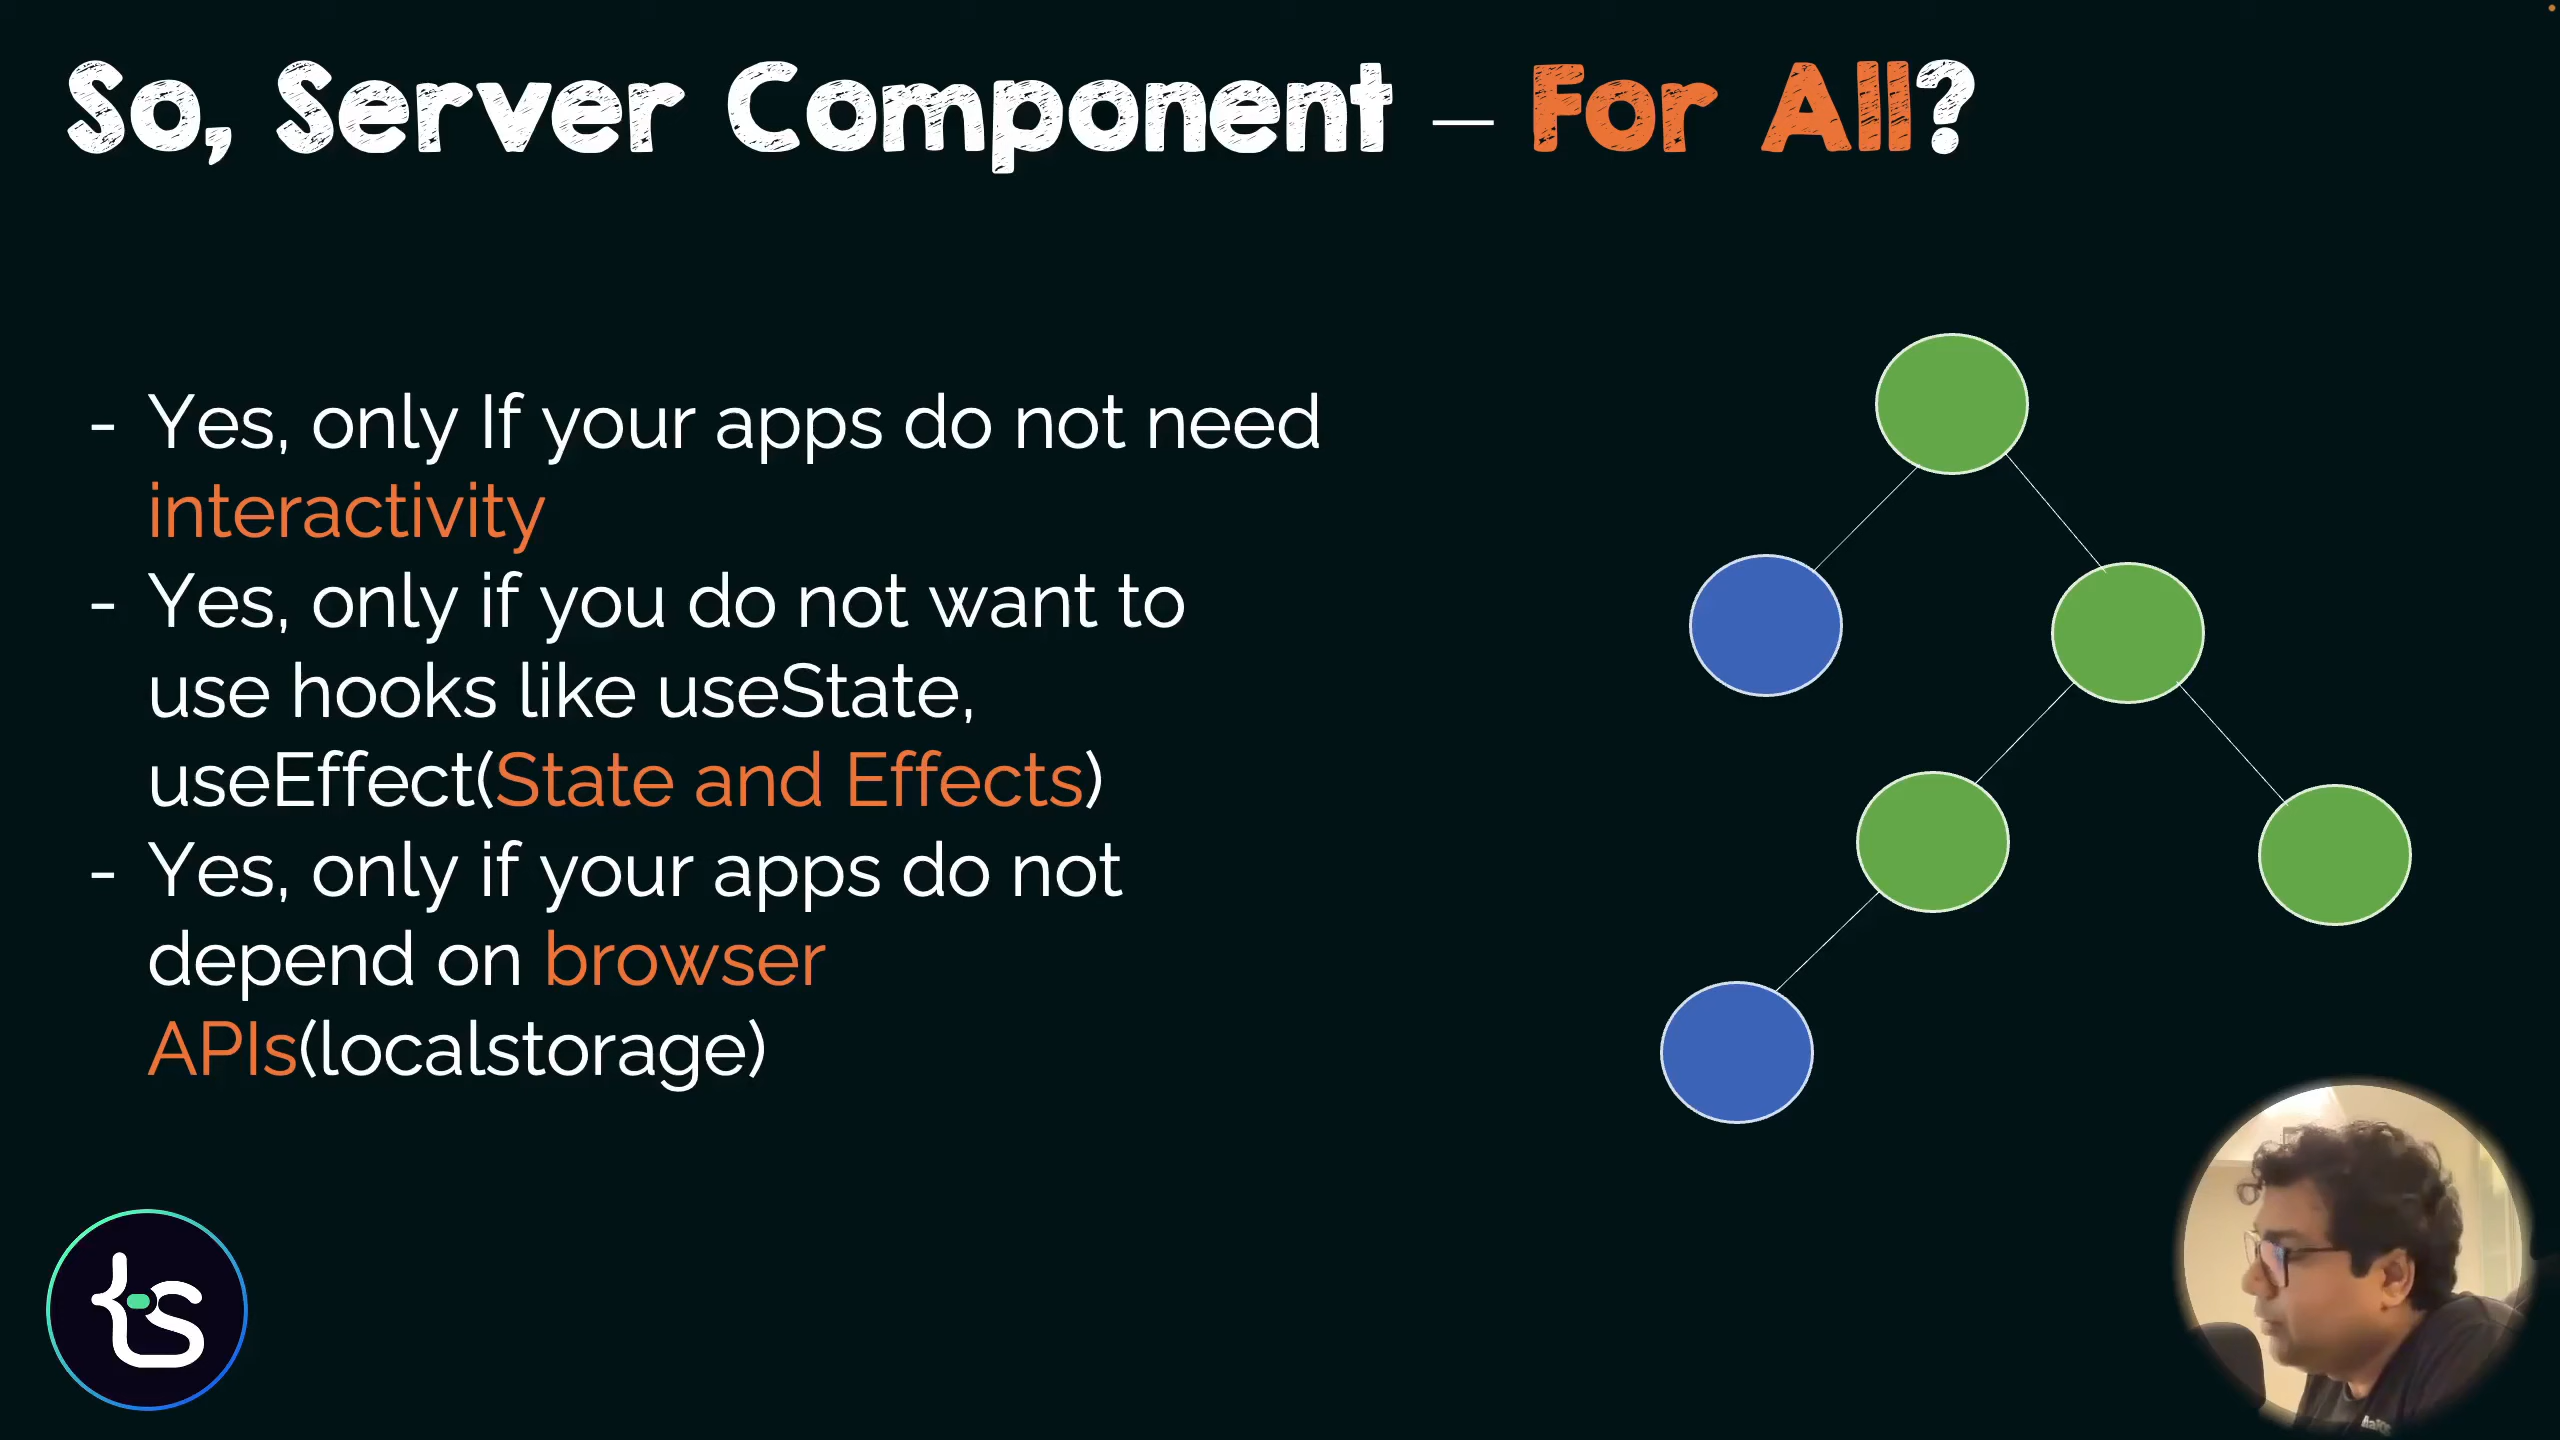 So, Server Component – For All?
- Yes, only If your apps do not need
interactivity
- Yes, only if you do not want to
use hooks like useState,
useEffect(State and Effects)
- Yes, only if your apps do not
depend on browser
APIs(localstorage)
ts